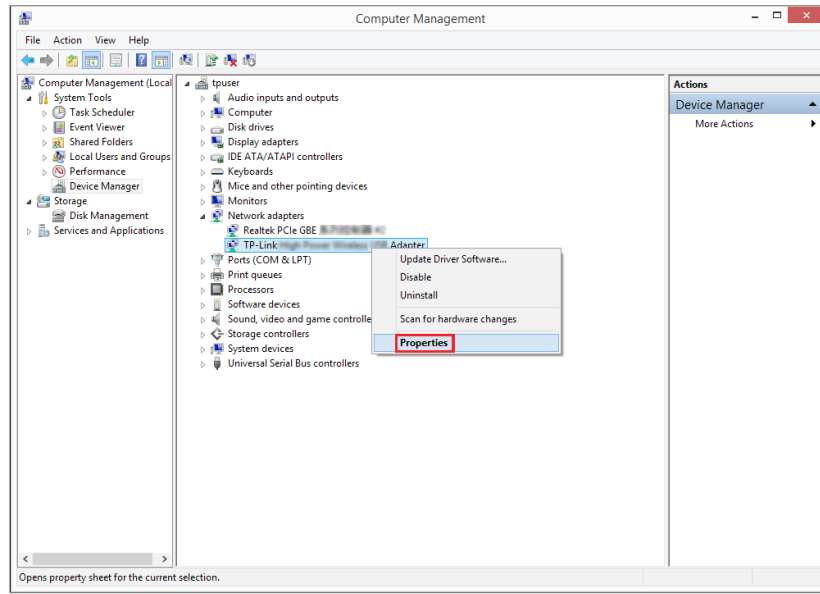 Computer Management
File Action View Help
Computer Management (Local
System Tools
Task Scheduler
Event Viewer
Shared Folders
Local Users and Groups
Performance
Device Manager
Storage
Disk Management
Services and Applications
tpuser
Audio inputs and outputs
Computer
Disk drives
Display adapters
IDE ATA/ATAPI controllers
Keyboards
Mice and other pointing devices
Monitors
Network adapters
Realtek PCIe GBE
TP-Link Adapter
Ports (COM & LPT)
Print queues
Processors
Software devices
Sound, video and game controlle
Storage controllers
System devices
Universal Serial Bus controllers
Update Driver Software...
Disable
Uninstall
Scan for hardware changes
Properties
Actions
Device Manager
More Actions
Opens property sheet for the current selection.